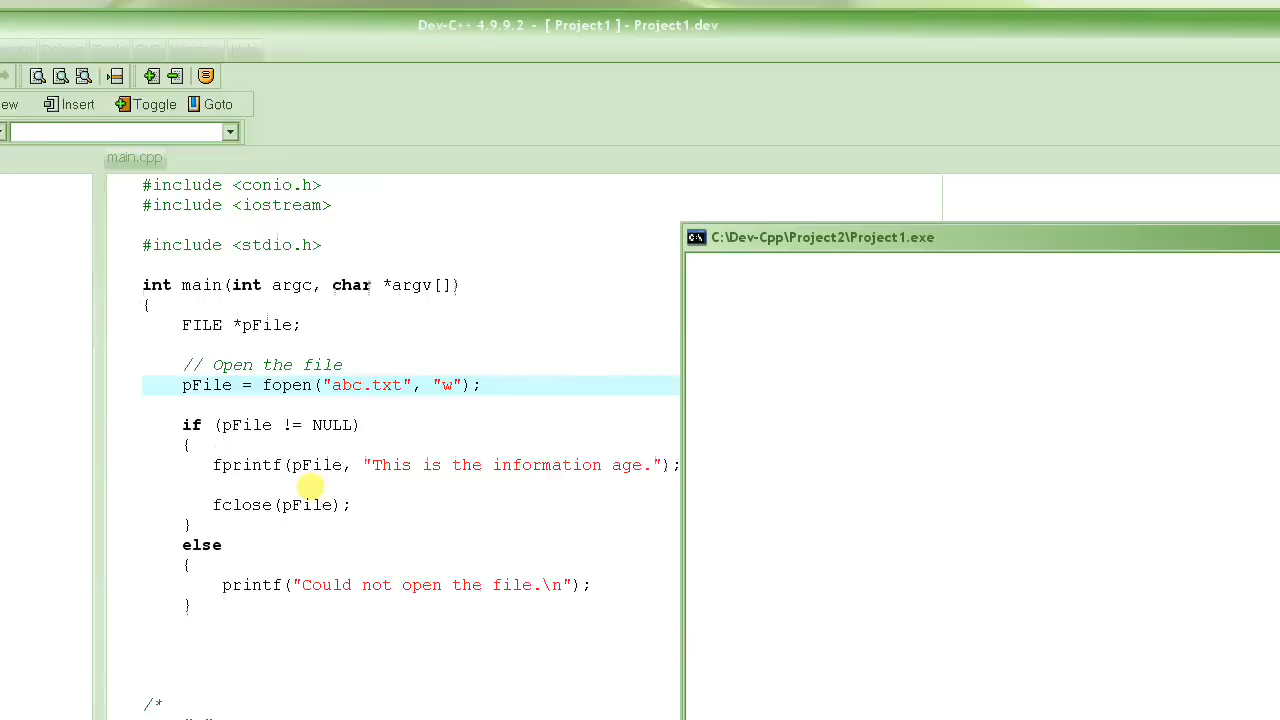 Dev-C++ 4.9.9.2 - [ Project1 ] - Project1.dev
ew Insert Toggle Goto
main.cpp
#include <conio.h>
#include <iostream>
#include <stdio.h>
int main(int argc, char *argv[])
{
FILE *pFile;
// Open the file
pFile = fopen("abc.txt", "w");
if (pFile != NULL)
{
fprintf(pFile, "This is the information age.");
fclose(pFile);
}
else
{
printf("Could not open the file.\n");
}
/*
C:\Dev-Cpp\Project2\Project1.exe